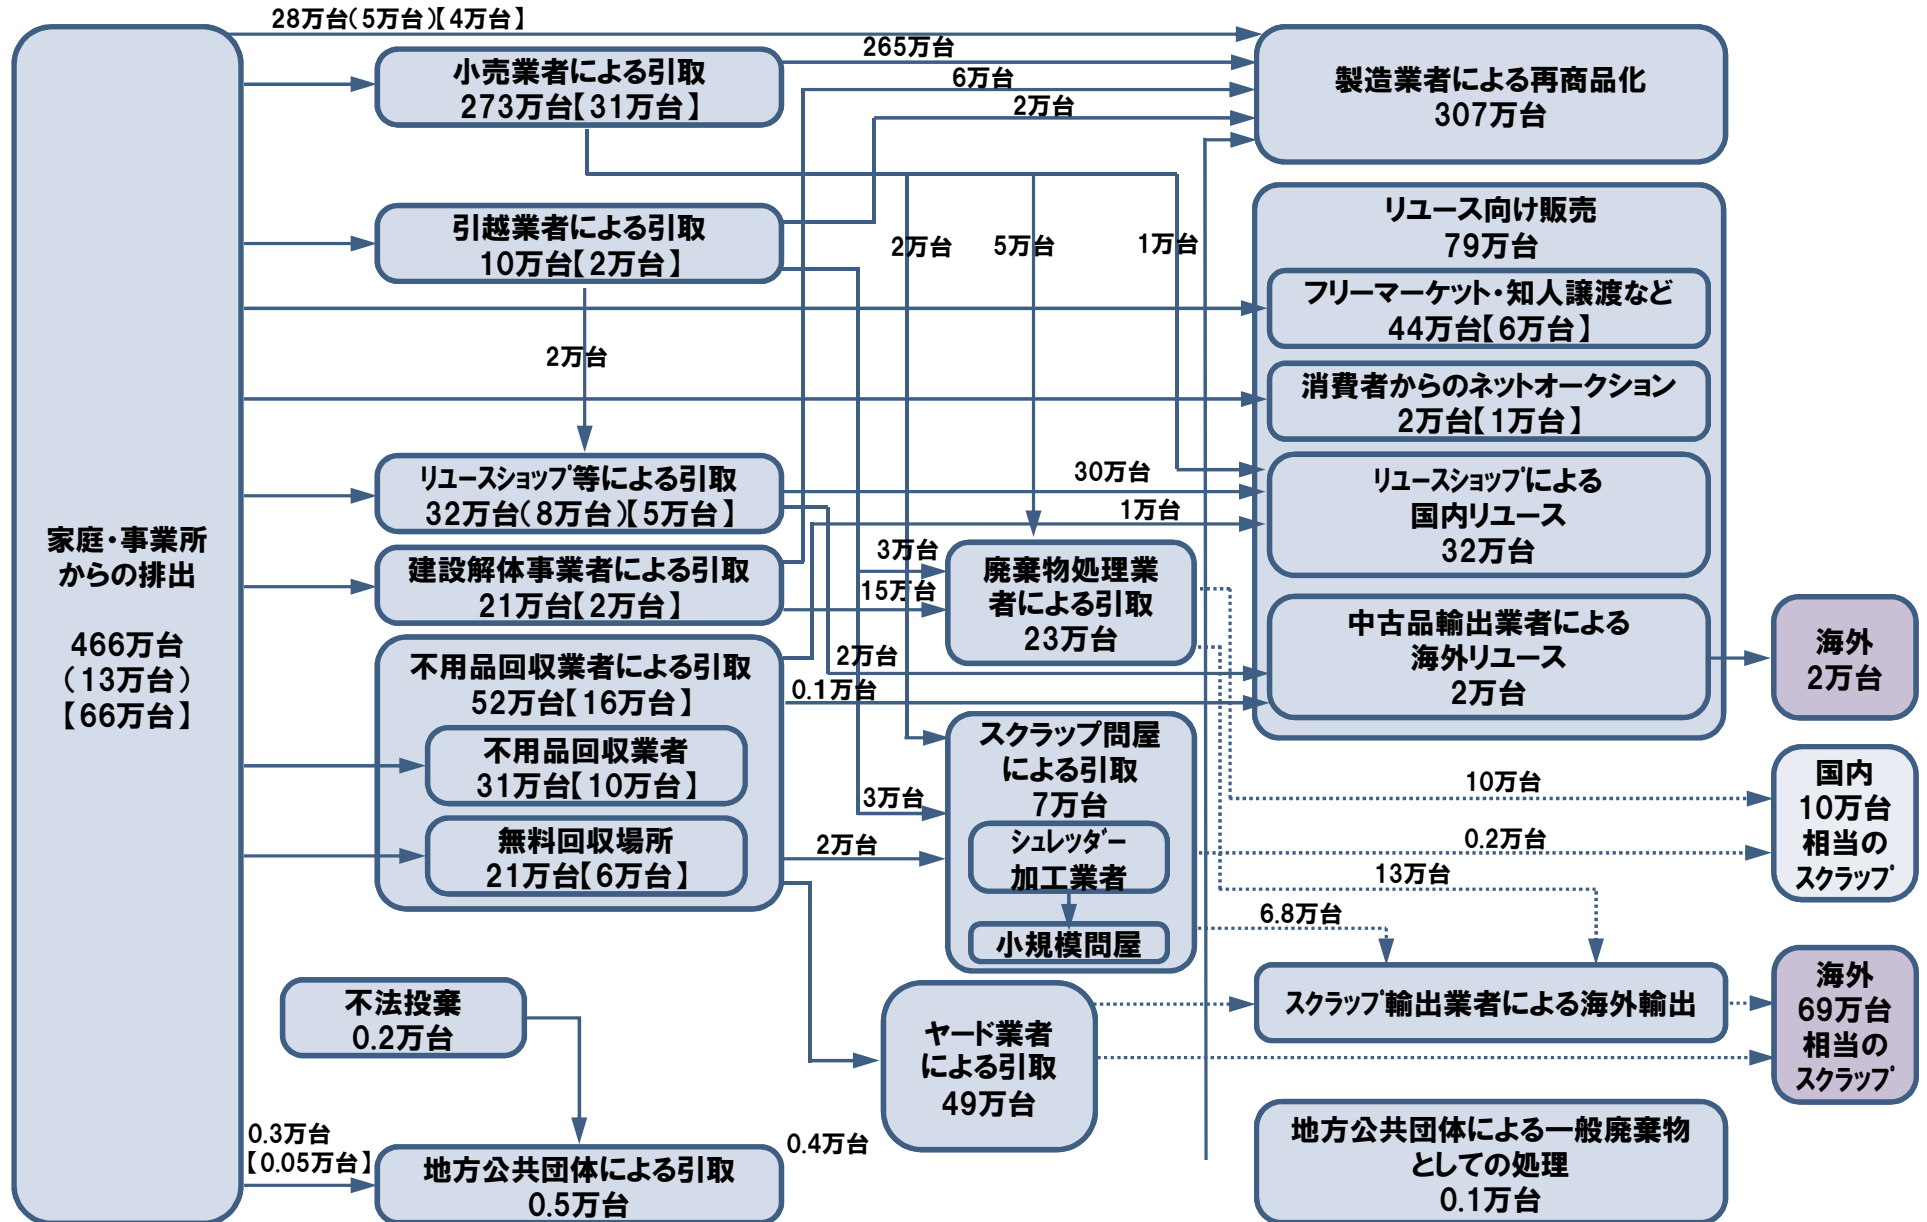 28万台(5万台)【4万台】
265万台
小売業者による引取
273万台【31万台】
6万台
2万台
製造業者による再商品化
307万台
引越業者による引取
10万台【2万台】
2万台
5万台
1万台
リユース向け販売
79万台
フリーマーケット・知人譲渡など
44万台【6万台】
2万台
消費者からのネットオークション
2万台【1万台】
リユースショップ等による引取
32万台(8万台)【5万台】
30万台
1万台
リユースショップによる
国内リユース
32万台
家庭・事業所
からの排出
466万台
(13万台)
【66万台】
建設解体事業者による引取
21万台【2万台】
3万台
15万台
廃棄物処理業
者による引取
23万台
中古品輸出業者による
海外リユース
2万台
海外
2万台
不用品回収業者による引取
52万台【16万台】
2万台
0.1万台
不用品回収業者
31万台【10万台】
無料回収場所
21万台【6万台】
3万台
2万台
スクラップ問屋
による引取
7万台
シュレッダー
加工業者
小規模問屋
10万台
0.2万台
13万台
6.8万台
国内
10万台
相当の
スクラップ
不法投棄
0.2万台
ヤード業者
による引取
49万台
スクラップ輸出業者による海外輸出
海外
69万台
相当の
スクラップ
0.3万台
【0.05万台】
地方公共団体による引取
0.5万台
0.4万台
地方公共団体による一般廃棄物
としての処理
0.1万台